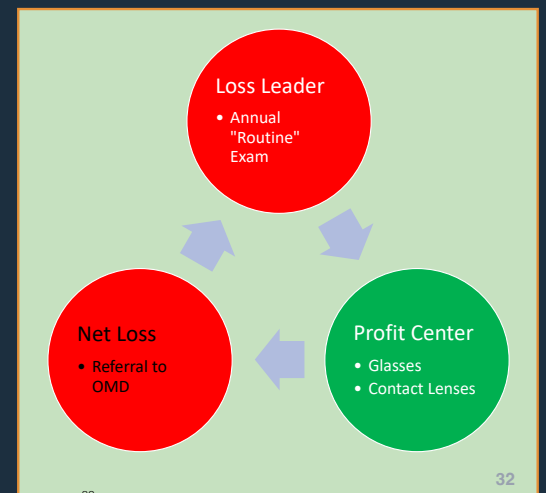 Loss Leader
• Annual
"Routine"
Exam
Profit Center
• Glasses
• Contact Lenses
Net Loss
• Referral to
OMD
32